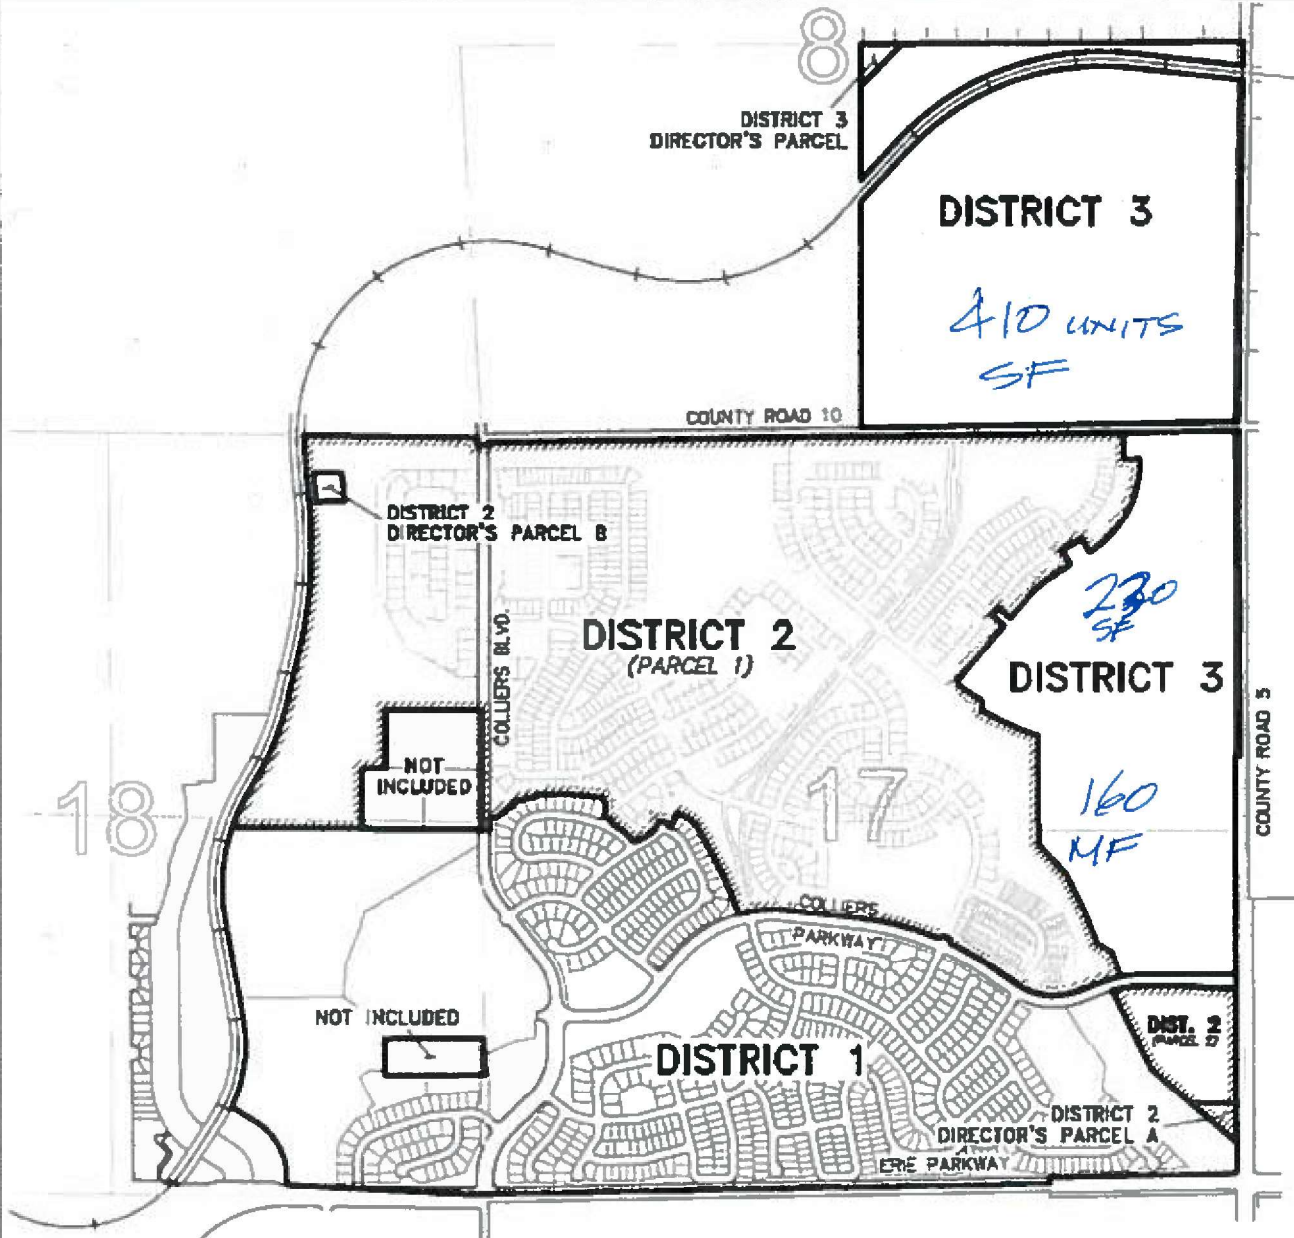 8
DISTRICT 3
DIRECTOR'S PARCEL
DISTRICT 3
410 UNITS
SF
COUNTY ROAD 10
DISTRICT 2
DIRECTOR'S PARCEL B
COLLIERS BLVD.
DISTRICT 2
(PARCEL 1)
SF
DISTRICT 3
COUNTY ROAD 5
NOT
INCLUDED
18
17
160
MF
COLLIERS
PARKWAY
NOT INCLUDED
DISTRICT 1
DIST. 2
DISTRICT 2
DIRECTOR'S PARCEL A
ERIE PARKWAY